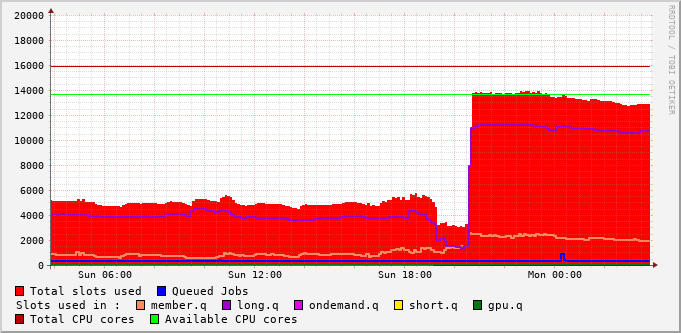 20000
18000
16000
14000
12000
10000
8000
6000
4000
2000
0
Sun 06:00 Sun 12:00 Sun 18:00 Mon 00:00
Total slots used Queued Jobs
Slots used in : member.q long.q ondemand.q short.q gpu.q
Total CPU cores Available CPU cores
RRDTOOL / TOBI OETIKER